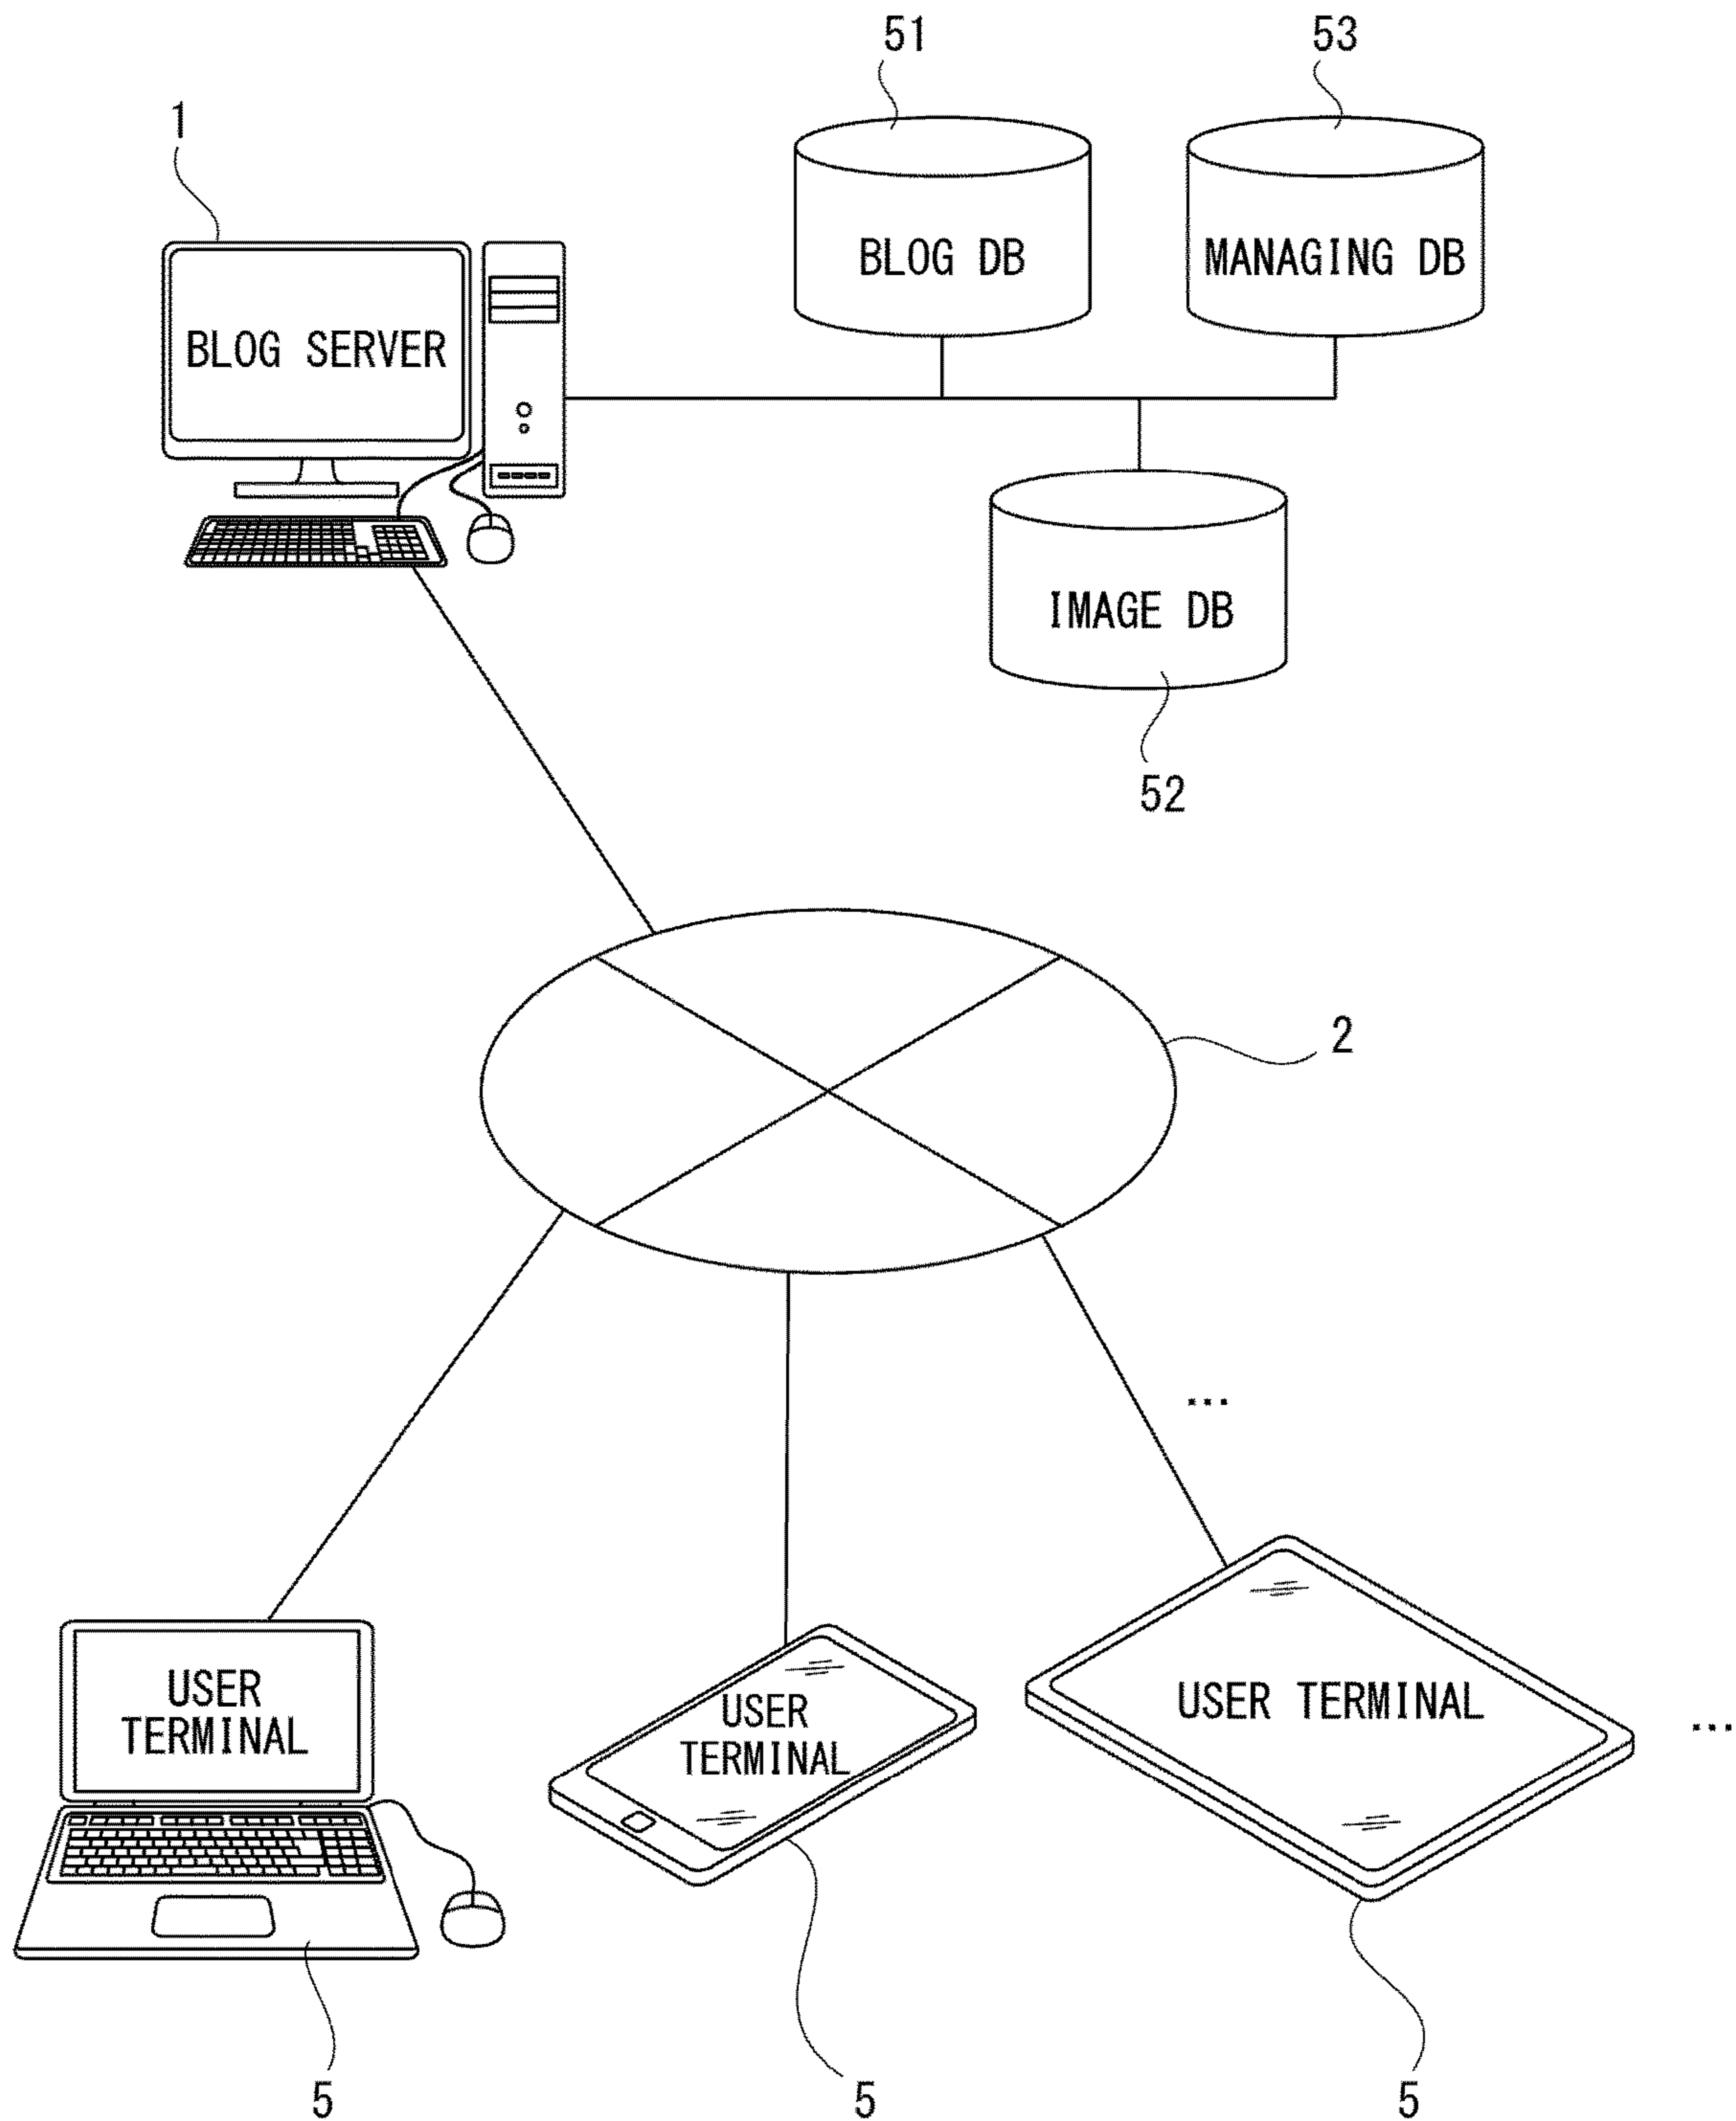 51
53
1
BLOG DB
MANAGING DB
BLOG SERVER
IMAGE DB
52
2
...
USER
TERMINAL
USER
TERMINAL
USER TERMINAL
...
5
5
5